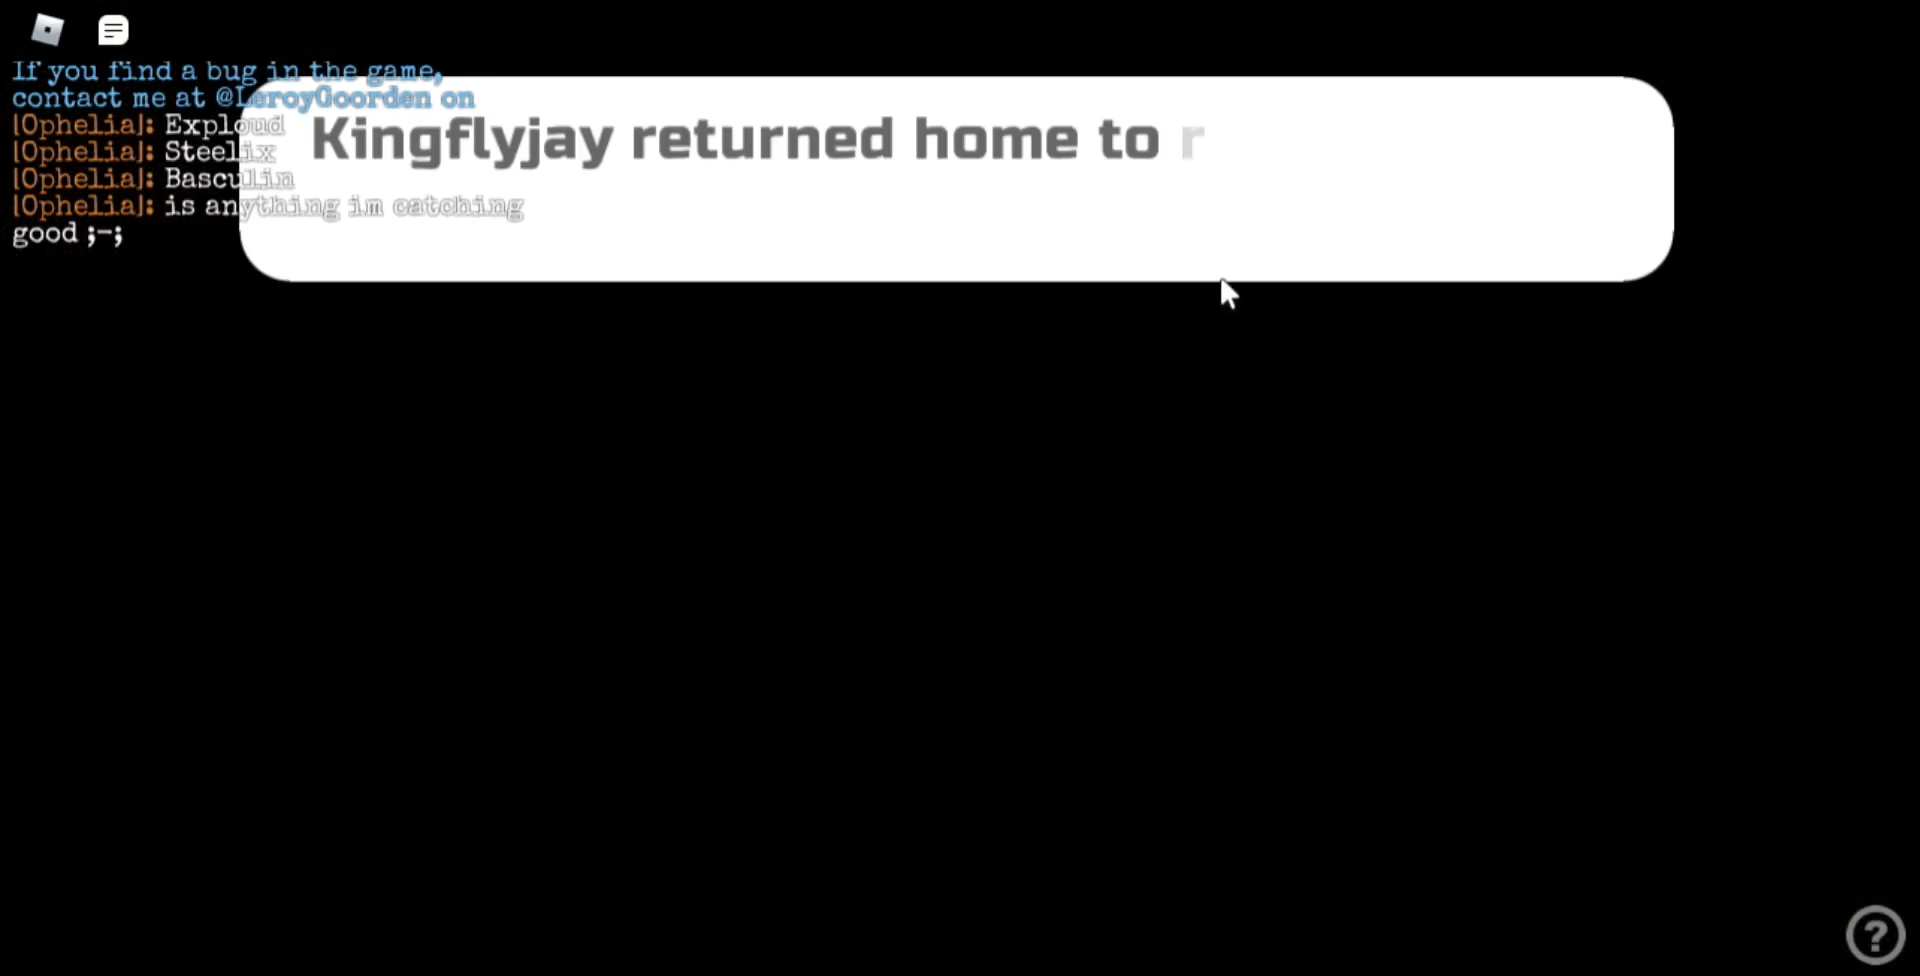 If you find a bug in the game,
contact me at @LeroyGoorden on
[Ophelia]: Exploud
[Ophelia]: Steelix
[Ophelia]: Basculin
[Ophelia]: is anything im catching
good ;-;
Kingflyjay returned home to r
?